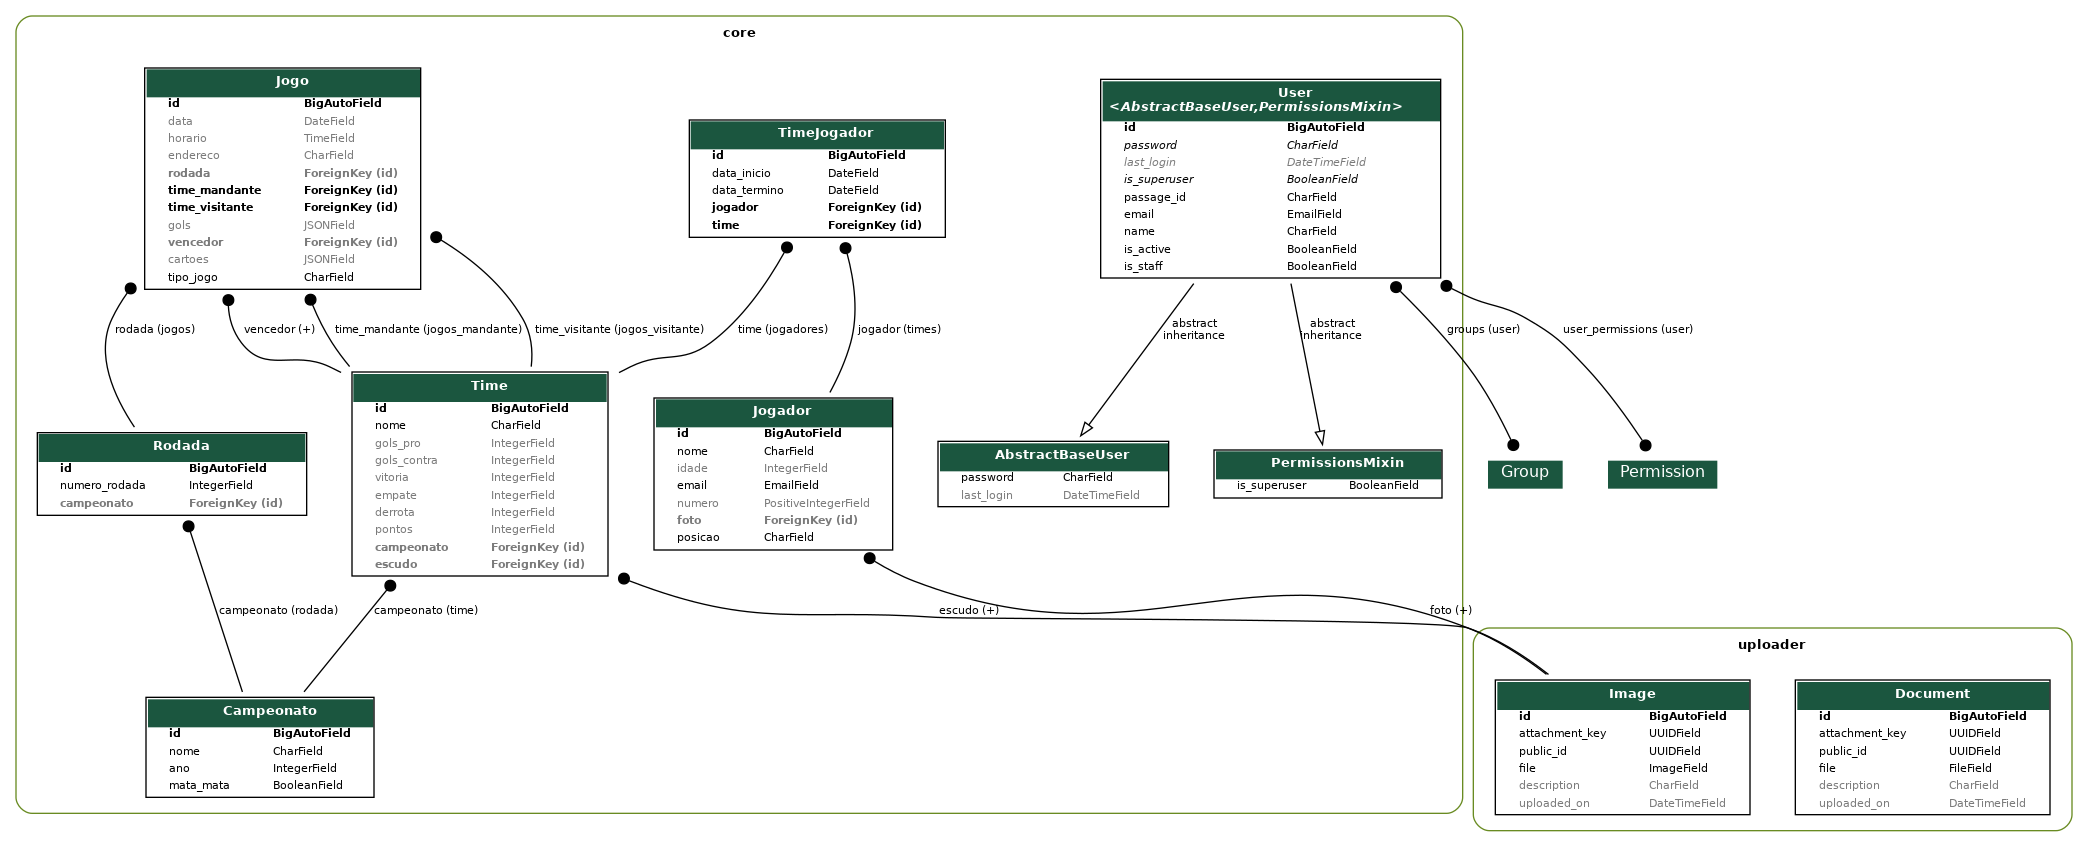 core
Jogo
id BigAutoField
data DateField
horario TimeField
endereco CharField
rodada ForeignKey (id)
time_mandante ForeignKey (id)
time_visitante ForeignKey (id)
gols JSONField
vencedor ForeignKey (id)
cartoes JSONField
tipo_jogo CharField
TimeJogador
id BigAutoField
data_inicio DateField
data_termino DateField
jogador ForeignKey (id)
time ForeignKey (id)
User
<AbstractBaseUser,PermissionsMixin>
id BigAutoField
password CharField
last_login DateTimeField
is_superuser BooleanField
passage_id CharField
email EmailField
name CharField
is_active BooleanField
is_staff BooleanField
rodada (jogos)
vencedor (+)
time_mandante (jogos_mandante)
time_visitante (jogos_visitante)
time (jogadores)
jogador (times)
abstract
inheritance
abstract
inheritance
groups (user)
user_permissions (user)
Rodada
id BigAutoField
numero_rodada IntegerField
campeonato ForeignKey (id)
Time
id BigAutoField
nome CharField
gols_pro IntegerField
gols_contra IntegerField
vitoria IntegerField
empate IntegerField
derrota IntegerField
pontos IntegerField
campeonato ForeignKey (id)
escudo ForeignKey (id)
Jogador
id BigAutoField
nome CharField
idade IntegerField
email EmailField
numero PositiveIntegerField
foto ForeignKey (id)
posicao CharField
AbstractBaseUser
password CharField
last_login DateTimeField
PermissionsMixin
is_superuser BooleanField
Group
Permission
campeonato (rodada)
campeonato (time)
escudo (+)
foto (+)
Campeonato
id BigAutoField
nome CharField
ano IntegerField
mata_mata BooleanField
uploader
Image
id BigAutoField
attachment_key UUIDField
public_id UUIDField
file ImageField
description CharField
uploaded_on DateTimeField
Document
id BigAutoField
attachment_key UUIDField
public_id UUIDField
file FileField
description CharField
uploaded_on DateTimeField